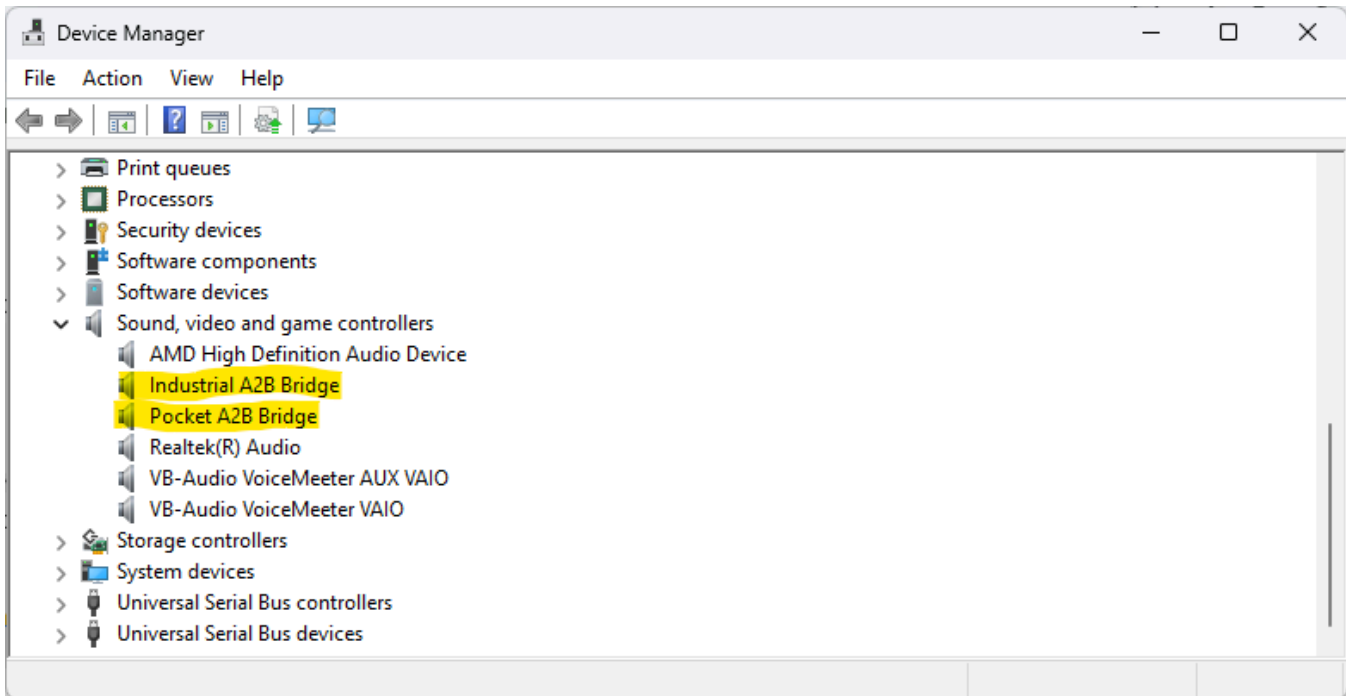 Device Manager
File Action View Help
Print queues
Processors
Security devices
Software components
Software devices
Sound, video and game controllers
AMD High Definition Audio Device
Industrial A2B Bridge
Pocket A2B Bridge
Realtek(R) Audio
VB-Audio VoiceMeeter AUX VAIO
VB-Audio VoiceMeeter VAIO
Storage controllers
System devices
Universal Serial Bus controllers
Universal Serial Bus devices